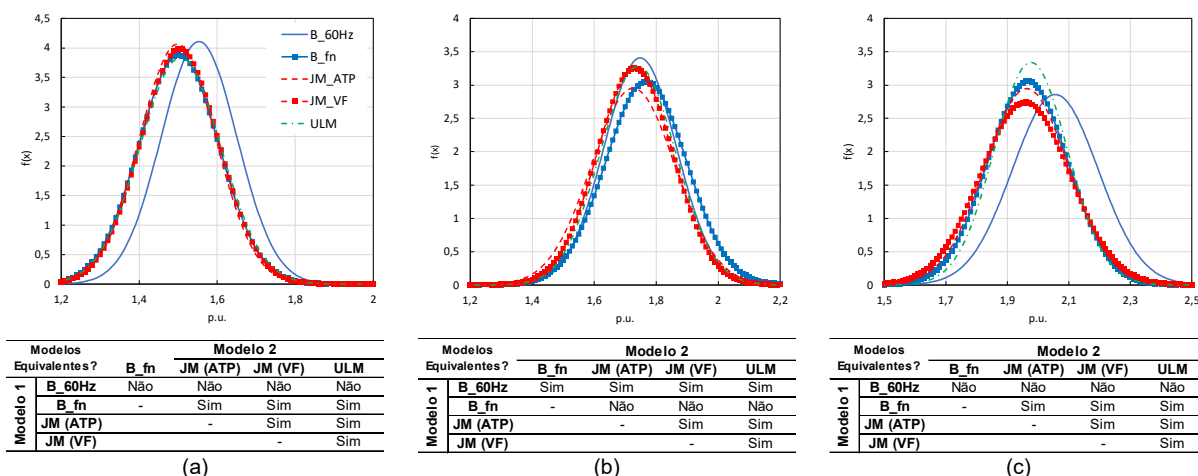 4,5
4
3,5
3
2,5
2
1,5
1
0,5
0
f(x)
1,2 1,4 1,6 1,8 2
p.u.
B_60Hz
B_fn
JM_ATP
JM_VF
ULM
4
3,5
3
2,5
2
1,5
1
0,5
0
f(x)
1,2 1,4 1,6 1,8 2 2,2
p.u.
4
3,5
3
2,5
2
1,5
1
0,5
0
f(x)
1,5 1,7 1,9 2,1 2,3 2,5
p.u.
Modelos Modelo 2
Equivalentes? B_fn JM (ATP) JM (VF) ULM
Modelo 1
B_60Hz Não Não Não Não
B_fn - Sim Sim Sim
JM (ATP) - Sim Sim
JM (VF) - Sim
(a)
Modelos Modelo 2
Equivalentes? B_fn JM (ATP) JM (VF) ULM
Modelo 1
B_60Hz Sim Sim Sim Sim
B_fn - Não Não Não
JM (ATP) - Sim Sim
JM (VF) - Sim
(b)
Modelos Modelo 2
Equivalentes? B_fn JM (ATP) JM (VF) ULM
Modelo 1
B_60Hz Não Não Não Não
B_fn - Sim Sim Sim
JM (ATP) - Sim Sim
JM (VF) - Sim
(c)